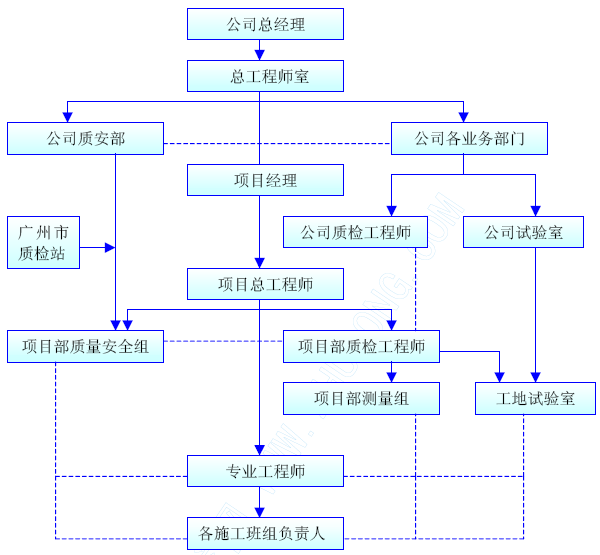 公司总经理
总工程师室
公司质安部
公司各业务部门
项目经理
广州市
质检站
公司质检工程师
公司试验室
项目总工程师
项目部质量安全组
项目部质检工程师
项目部测量组
工地试验室
专业工程师
各施工班组负责人